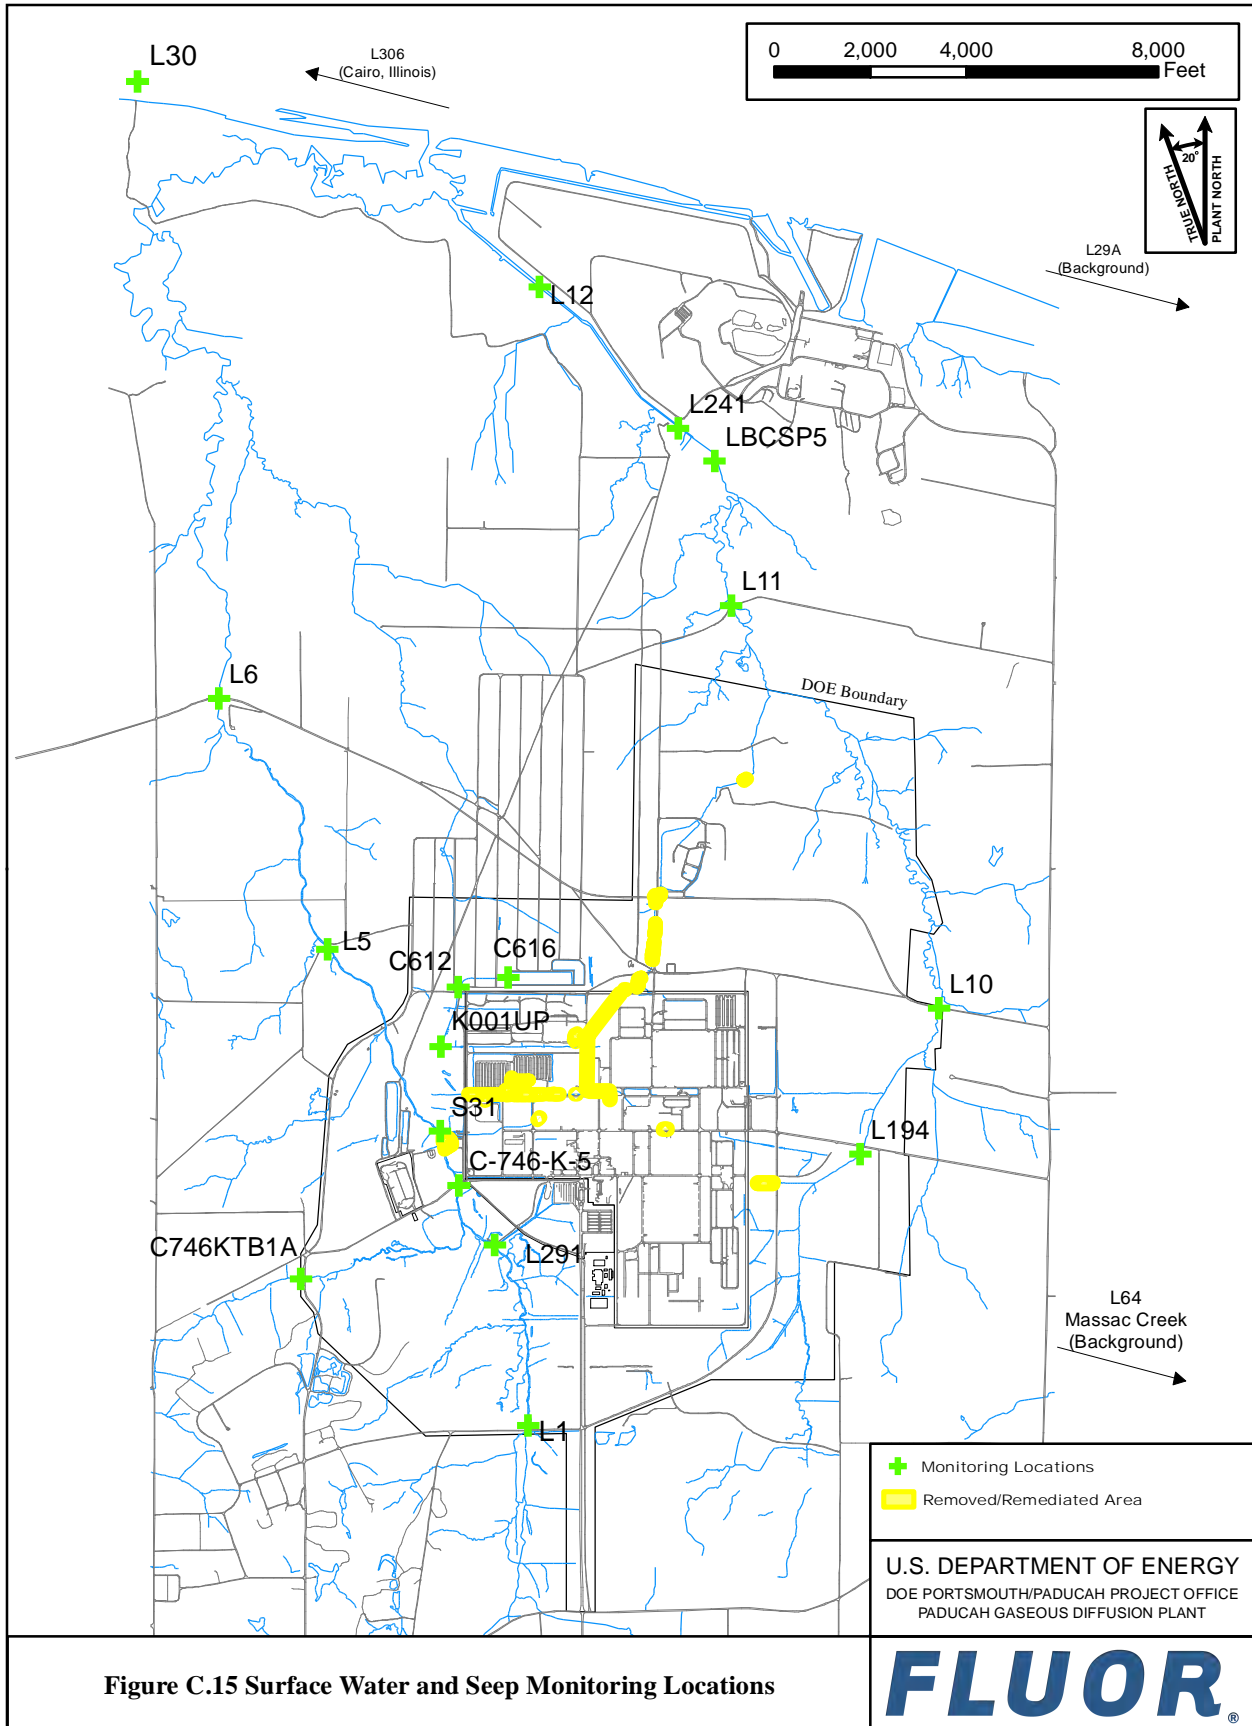 L30
L306
(Cairo, Illinois)
0 2,000 4,000 8,000
Feet
20°
TRUE NORTH
PLANT NORTH
L29A
(Background)
L12
L241
LBCSP5
L11
L6
DOE Boundary
L5
C612
C616
K001UP
L10
S31
L194
C-746-K-5
C746KTB1A
L291
L64
Massac Creek
(Background)
L1
Monitoring Locations
Removed/Remediated Area
U.S. DEPARTMENT OF ENERGY
DOE PORTSMOUTH/PADUCAH PROJECT OFFICE
PADUCAH GASEOUS DIFFUSION PLANT
Figure C.15 Surface Water and Seep Monitoring Locations
FLUOR®